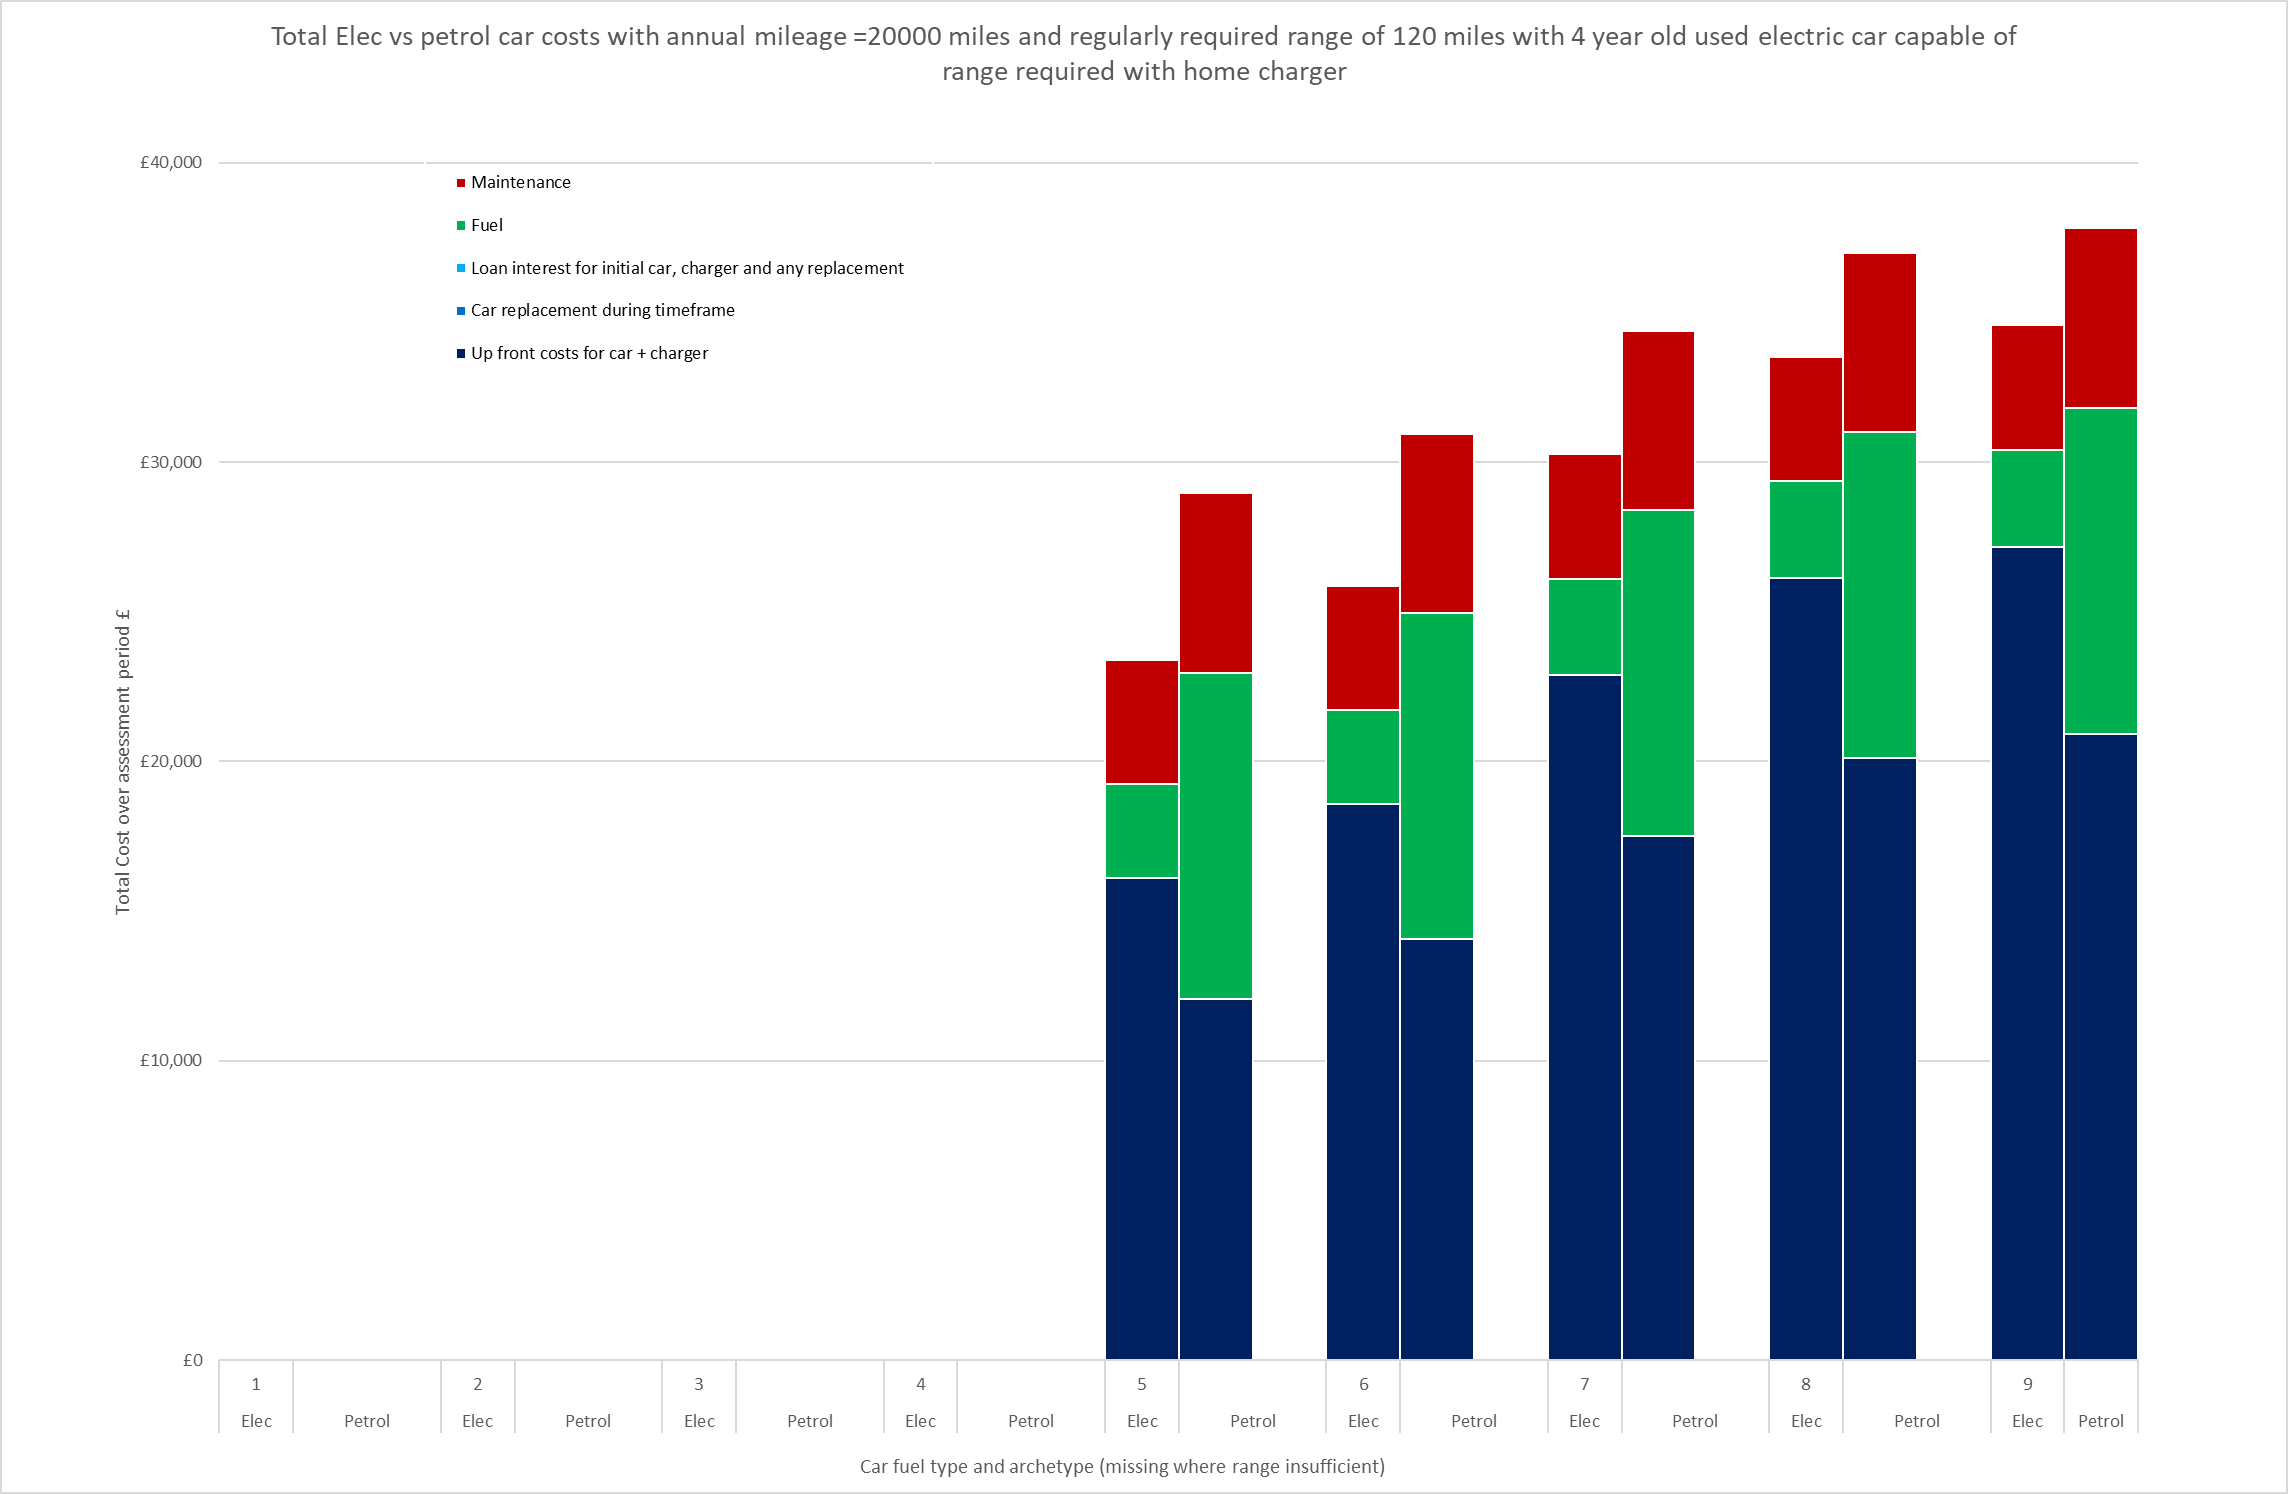 Total Elec vs petrol car costs with annual mileage =20000 miles and regularly required range of 120 miles with 4 year old used electric car capable of
range required with home charger
£40,000
Maintenance
Fuel
Loan interest for initial car, charger and any replacement
Car replacement during timeframe
Up front costs for car + charger
£30,000
£20,000
£10,000
£0
Total Cost over assessment period £
1 2 3 4 5 6 7 8 9
Elec Petrol Elec Petrol Elec Petrol Elec Petrol Elec Petrol Elec Petrol Elec Petrol Elec Petrol Elec Petrol
Car fuel type and archetype (missing where range insufficient)